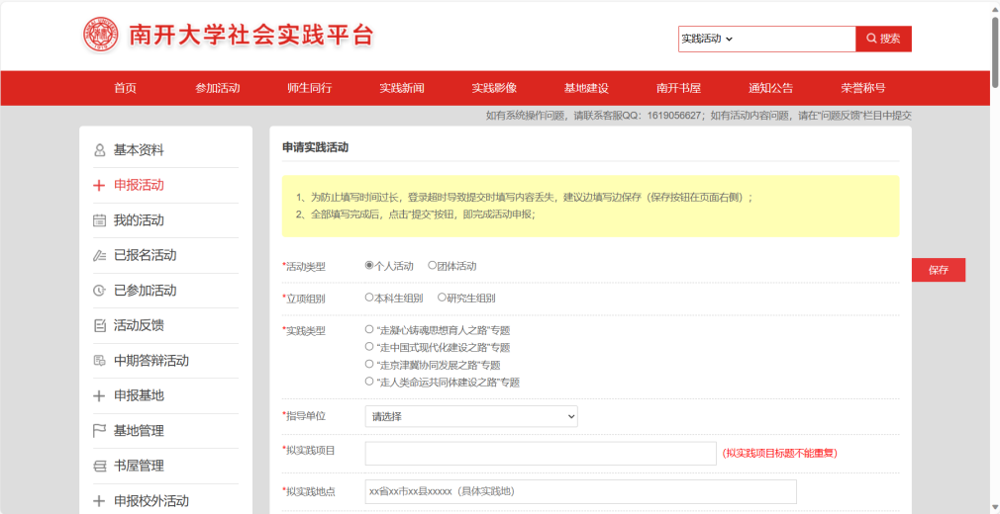 南开大学社会实践平台
实践活动 搜索
首页 参加活动 师生同行 实践新闻 实践影像 基地建设 南开书屋 通知公告 荣誉称号
如有系统操作问题，请联系客服QQ：1619056627；如有活动内容问题，请在“问题反馈”栏目中提交
基本资料
申报活动
我的活动
已报名活动
已参加活动
活动反馈
中期答辩活动
申报基地
基地管理
书屋管理
申报校外活动
申请实践活动
1、为防止填写时间过长，登录超时导致提交时填写内容丢失，建议边填写边保存（保存按钮在页面右侧）；
2、全部填写完成后，点击“提交”按钮，即完成活动申报；
*活动类型 个人活动 团体活动
保存
*立项组别 本科生组别 研究生组别
*实践类型 “走凝心铸魂思想育人之路”专题
“走中国式现代化建设之路”专题
“走京津冀协同发展之路”专题
“走人类命运共同体建设之路”专题
*指导单位 请选择
*拟实践项目 (拟实践项目标题不能重复)
*拟实践地点 xx省xx市xx县xxxxx（具体实践地）